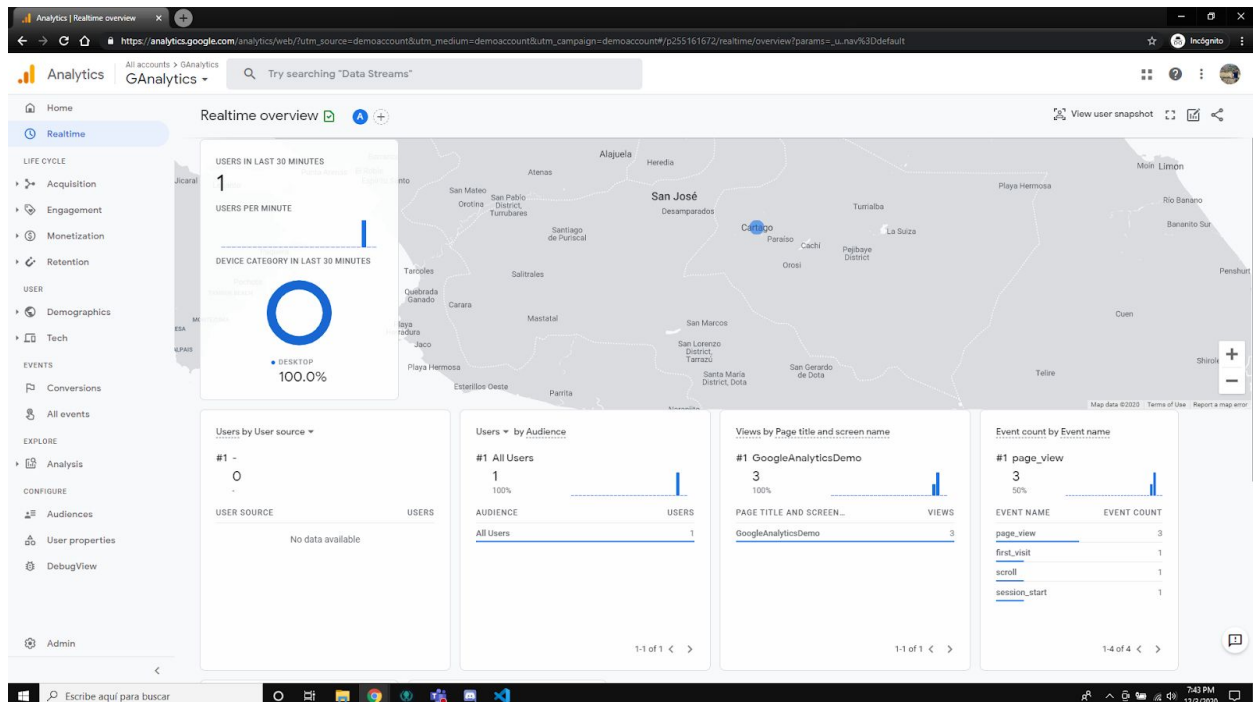 Analytics | Realtime overview
https://analytics.google.com/analytics/web/?utm_source=demoaccount&utm_medium=demoaccount&utm_campaign=demoaccount#/p255161672/realtime/overview?params=_u..nav%3Ddefault
Incógnito
Analytics
All accounts > GAnalytics
GAnalytics
Try searching "Data Streams"
Home
Realtime
LIFE CYCLE
Acquisition
Engagement
Monetization
Retention
USER
Demographics
Tech
EVENTS
Conversions
All events
EXPLORE
Analysis
CONFIGURE
Audiences
User properties
DebugView
Admin
Realtime overview
A
View user snapshot
USERS IN LAST 30 MINUTES
1
USERS PER MINUTE
DEVICE CATEGORY IN LAST 30 MINUTES
DESKTOP
100.0%
Jicaral
Alajuela
Heredia
Atenas
San Mateo
Orotina
San Pablo
District,
Turrubares
San José
Desamparados
Santiago
de Puriscal
Cartago
Paraíso
Cachi
Orosi
Turrialba
La Suiza
Pejibaye
District
Playa Hermosa
Moín
Limon
Rio Banano
Bananito Sur
Penshurt
Tarcoles
Quebrada
Ganado
Carara
Salitrales
Mastatal
Jaco
Playa Hermosa
Esterillos Oeste
Parrita
San Marcos
San Lorenzo
District,
Tarrazú
Santa María
District, Dota
San Gerardo
de Dota
Telire
Cuen
Map data ©2020
Terms of Use
Report a map error
Users by User source
#1 -
0
-
USER SOURCE
USERS
No data available
Users by Audience
#1 All Users
1
100%
AUDIENCE
USERS
All Users
1
1-1 of 1
Views by Page title and screen name
#1 GoogleAnalyticsDemo
3
100%
PAGE TITLE AND SCREEN...
VIEWS
GoogleAnalyticsDemo
3
1-1 of 1
Event count by Event name
#1 page_view
3
50%
EVENT NAME
EVENT COUNT
page_view
3
first_visit
1
scroll
1
session_start
1
1-4 of 4
Escribe aquí para buscar
7:43 PM